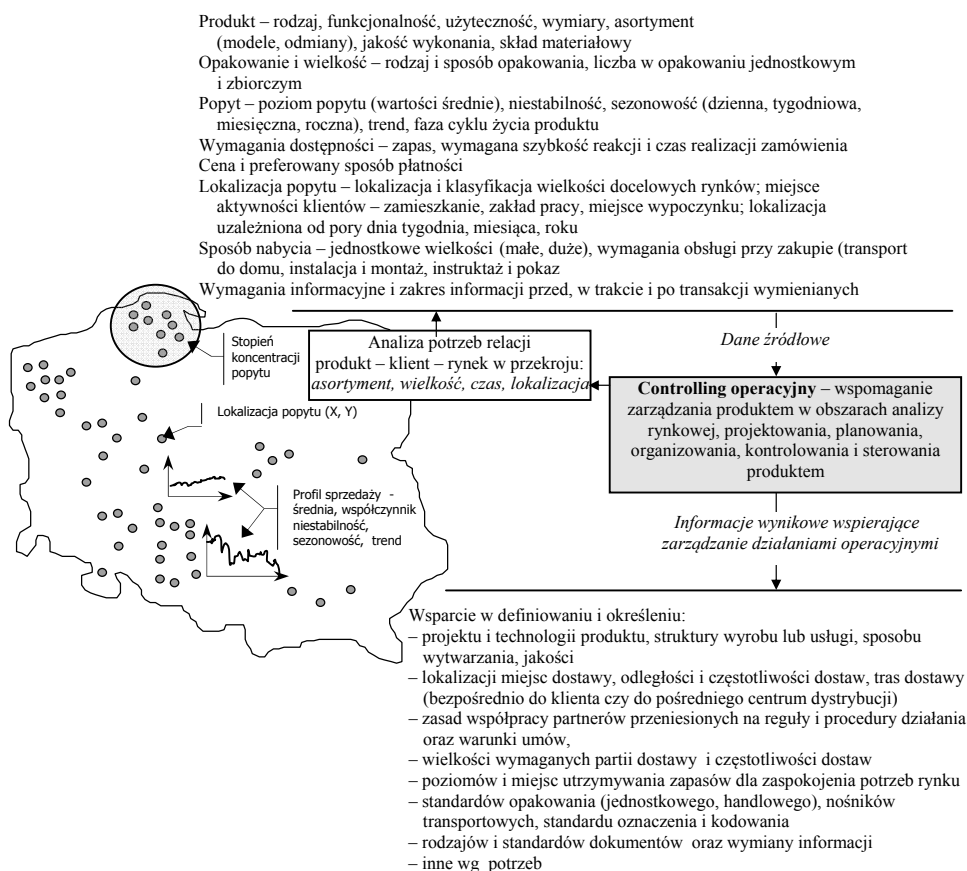 Produkt – rodzaj, funkcjonalność, użyteczność, wymiary, asortyment
(modele, odmiany), jakość wykonania, skład materiałowy
Opakowanie i wielkość – rodzaj i sposób opakowania, liczba w opakowaniu jednostkowym
i zbiorczym
Popyt – poziom popytu (wartości średnie), niestabilność, sezonowość (dzienna, tygodniowa,
miesięczna, roczna), trend, faza cyklu życia produktu
Wymagania dostępności – zapas, wymagana szybkość reakcji i czas realizacji zamówienia
Cena i preferowany sposób płatności
Lokalizacja popytu – lokalizacja i klasyfikacja wielkości docelowych rynków; miejsce
aktywności klientów – zamieszkanie, zakład pracy, miejsce wypoczynku; lokalizacja
uzależniona od pory dnia tygodnia, miesiąca, roku
Sposób nabycia – jednostkowe wielkości (małe, duże), wymagania obsługi przy zakupie (transport
do domu, instalacja i montaż, instruktaż i pokaz
Wymagania informacyjne i zakres informacji przed, w trakcie i po transakcji wymienianych
Stopień
koncentracji
popytu
Analiza potrzeb relacji
produkt – klient – rynek w przekroju:
asortyment, wielkość, czas, lokalizacja
Dane źródłowe
Controlling operacyjny – wspomaganie
zarządzania produktem w obszarach analizy
rynkowej, projektowania, planowania,
organizowania, kontrolowania i sterowania
produktem
Lokalizacja popytu (X, Y)
Profil sprzedaży -
średnia, współczynnik
niestabilność,
sezonowość, trend
Informacje wynikowe wspierające
zarządzanie działaniami operacyjnymi
Wsparcie w definiowaniu i określeniu:
– projektu i technologii produktu, struktury wyrobu lub usługi, sposobu
wytwarzania, jakości
– lokalizacji miejsc dostawy, odległości i częstotliwości dostaw, tras dostawy
(bezpośrednio do klienta czy do pośredniego centrum dystrybucji)
– zasad współpracy partnerów przeniesionych na reguły i procedury działania
oraz warunki umów,
– wielkości wymaganych partii dostawy i częstotliwości dostaw
– poziomów i miejsc utrzymywania zapasów dla zaspokojenia potrzeb rynku
– standardów opakowania (jednostkowego, handlowego), nośników
transportowych, standardu oznaczenia i kodowania
– rodzajów i standardów dokumentów oraz wymiany informacji
– inne wg potrzeb